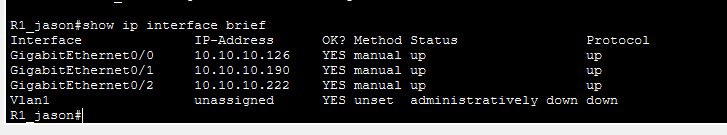 R1_jason#show ip interface brief
Interface IP-Address OK? Method Status Protocol
GigabitEthernet0/0 10.10.10.126 YES manual up up
GigabitEthernet0/1 10.10.10.190 YES manual up up
GigabitEthernet0/2 10.10.10.222 YES manual up up
Vlan1 unassigned YES unset administratively down down
R1_jason#